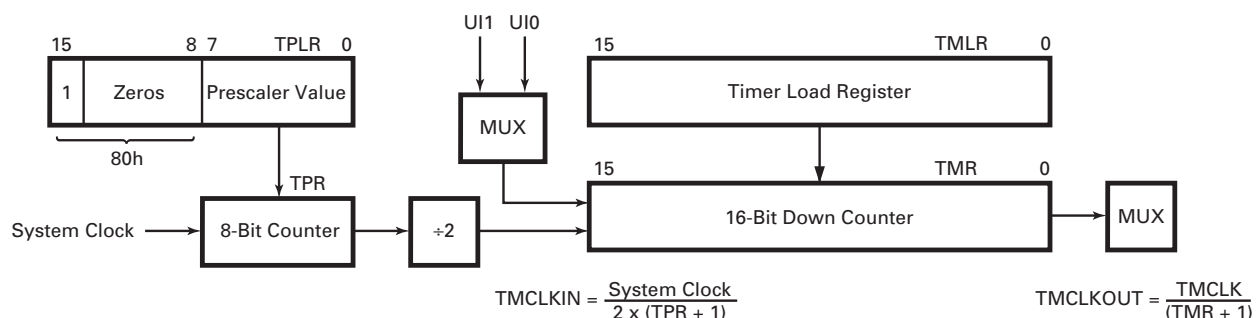 UI1 UI0
15 8 7 TPLR 0
15 TMLR 0
1 Zeros Prescaler Value
Timer Load Register
MUX
80h
TPR
15 TMR 0
System Clock
8-Bit Counter
÷2
16-Bit Down Counter
MUX
TMCLKIN = System Clock
2 x (TPR + 1)
TMCLKOUT = TMCLK
(TMR + 1)